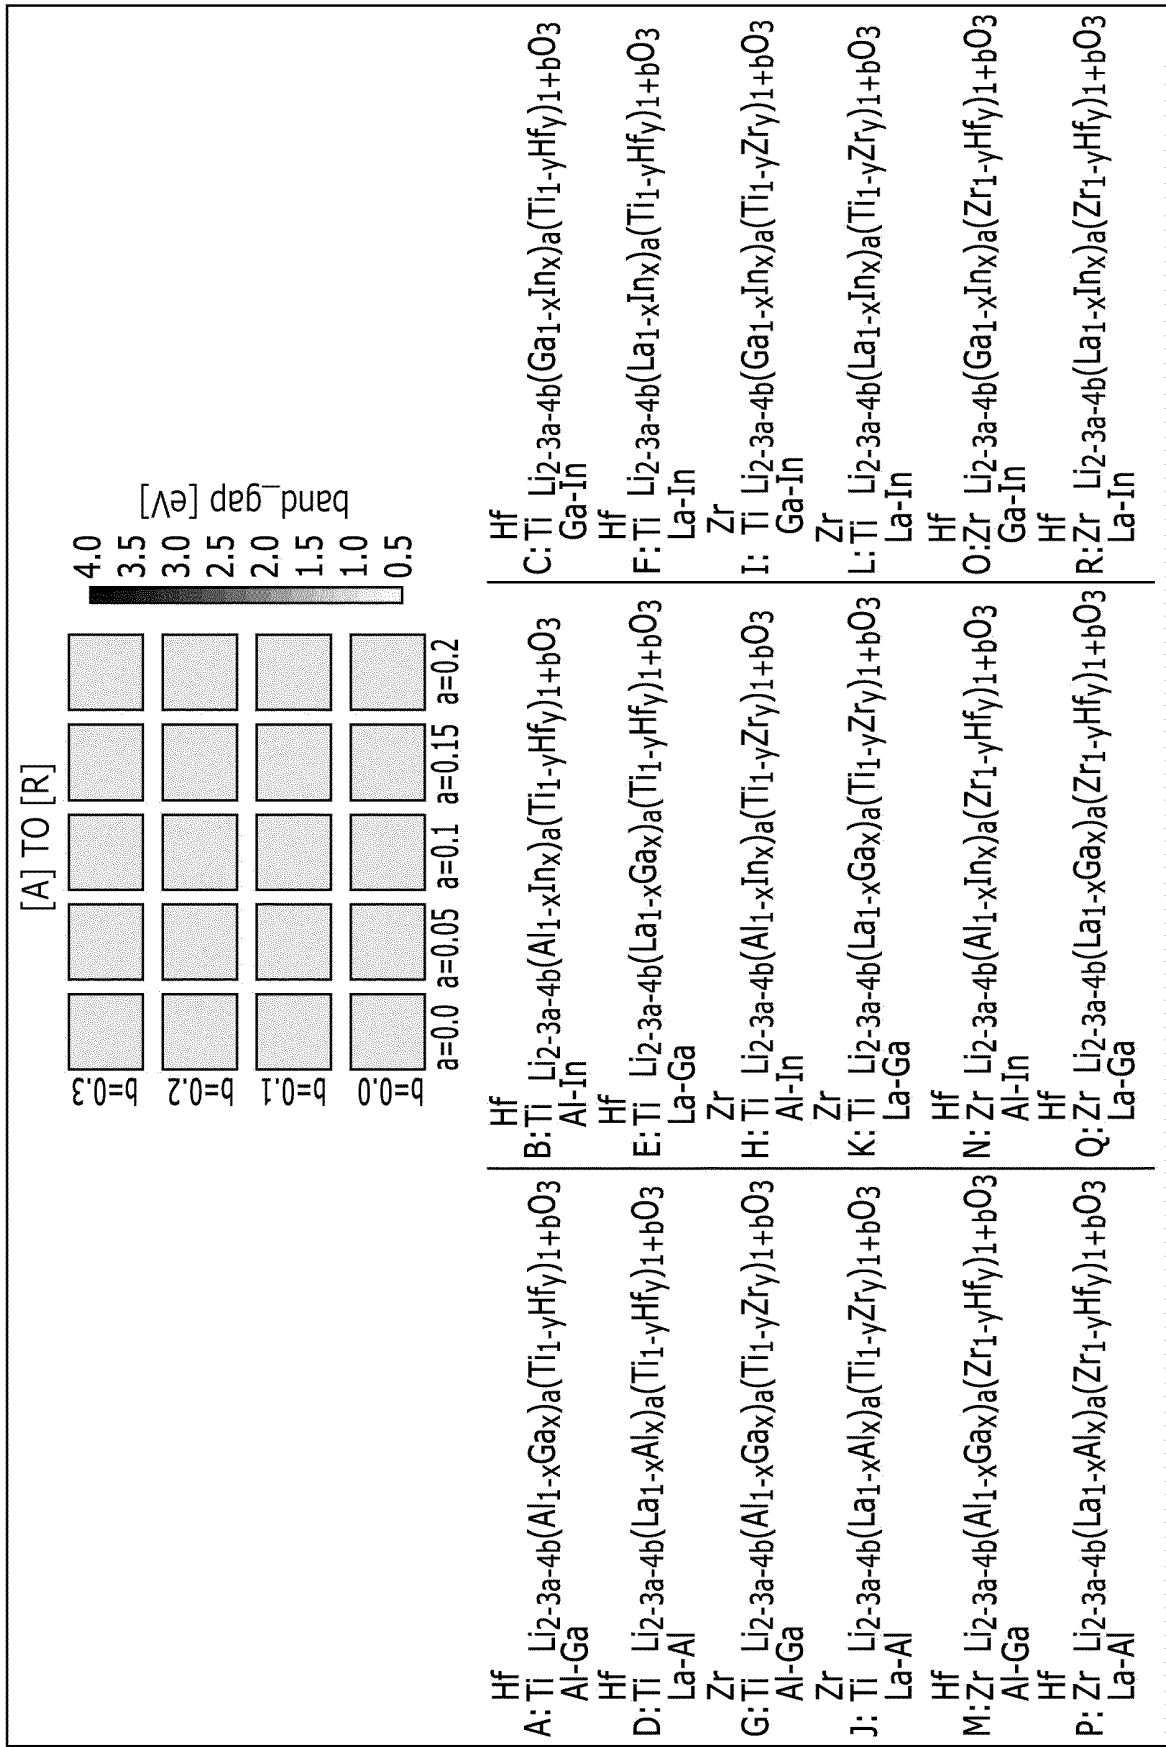 [A] TO [R]
b=0.3
b=0.2
b=0.1
b=0.0
a=0.0 a=0.05 a=0.1 a=0.15 a=0.2
4.0
3.5
3.0
2.5
2.0
1.5
1.0
0.5
band_gap [eV]
Hf
A: Ti Li2-3a-4b(Al1-xGax)a(Ti1-yHfy)1+bO3
Al-Ga
Hf
B: Ti Li2-3a-4b(Al1-xInx)a(Ti1-yHfy)1+bO3
Al-In
Hf
C: Ti Li2-3a-4b(Ga1-xInx)a(Ti1-yHfy)1+bO3
Ga-In
Hf
D: Ti Li2-3a-4b(La1-xAlx)a(Ti1-yHfy)1+bO3
La-Al
Hf
E: Ti Li2-3a-4b(La1-xGax)a(Ti1-yHfy)1+bO3
La-Ga
Hf
F: Ti Li2-3a-4b(La1-xInx)a(Ti1-yHfy)1+bO3
La-In
Zr
G: Ti Li2-3a-4b(Al1-xGax)a(Ti1-yZry)1+bO3
Al-Ga
Zr
H: Ti Li2-3a-4b(Al1-xInx)a(Ti1-yZry)1+bO3
Al-In
Zr
I: Ti Li2-3a-4b(Ga1-xInx)a(Ti1-yZry)1+bO3
Ga-In
Zr
J: Ti Li2-3a-4b(La1-xAlx)a(Ti1-yZry)1+bO3
La-Al
Zr
K: Ti Li2-3a-4b(La1-xGax)a(Ti1-yZry)1+bO3
La-Ga
Zr
L: Ti Li2-3a-4b(La1-xInx)a(Ti1-yZry)1+bO3
La-In
Hf
M: Zr Li2-3a-4b(Al1-xGax)a(Zr1-yHfy)1+bO3
Al-Ga
Hf
N: Zr Li2-3a-4b(Al1-xInx)a(Zr1-yHfy)1+bO3
Al-In
Hf
O: Zr Li2-3a-4b(Ga1-xInx)a(Zr1-yHfy)1+bO3
Ga-In
Hf
P: Zr Li2-3a-4b(La1-xAlx)a(Zr1-yHfy)1+bO3
La-Al
Hf
Q: Zr Li2-3a-4b(La1-xGax)a(Zr1-yHfy)1+bO3
La-Ga
Hf
R: Zr Li2-3a-4b(La1-xInx)a(Zr1-yHfy)1+bO3
La-In